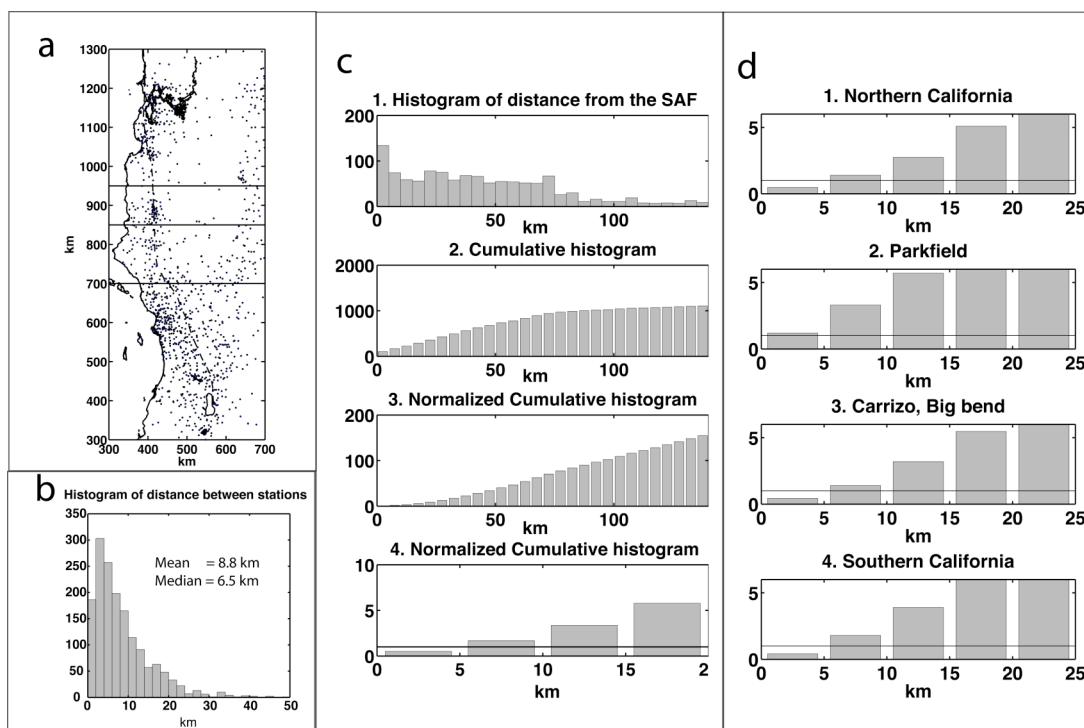 a
1300
1200
1100
1000
900
km
800
700
600
500
400
300
300 400 500 600 700
km
b
Histogram of distance between stations
350
300
250
200
150
100
50
0
Mean = 8.8 km
Median = 6.5 km
0 10 20 30 40 50
km
c
1. Histogram of distance from the SAF
200
100
0
0 50 100
km
2. Cumulative histogram
2000
1000
0
0 50 100
km
3. Normalized Cumulative histogram
200
100
0
0 50 100
km
4. Normalized Cumulative histogram
10
5
0
0 5 10 15 2
km
d
1. Northern California
5
0
0 5 10 15 20 25
km
2. Parkfield
5
0
0 5 10 15 20 25
km
3. Carrizo, Big bend
5
0
0 5 10 15 20 25
km
4. Southern California
5
0
0 5 10 15 20 25
km